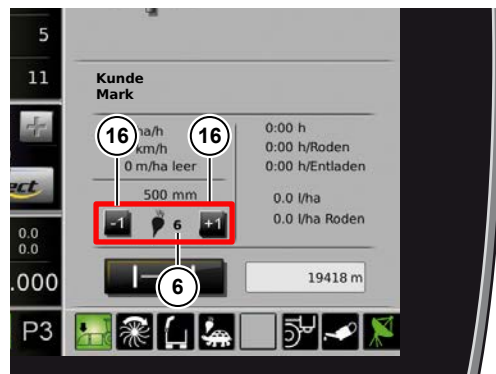 5
11
Kunde
Mark
16
16
ha/h
km/h
0 m/ha leer
0:00 h
0:00 h/Roden
0:00 h/Entladen
500 mm
0.0 l/ha
0.0 l/ha Roden
-1
6
+1
0.0
0.0
.000
6
19418 m
P3